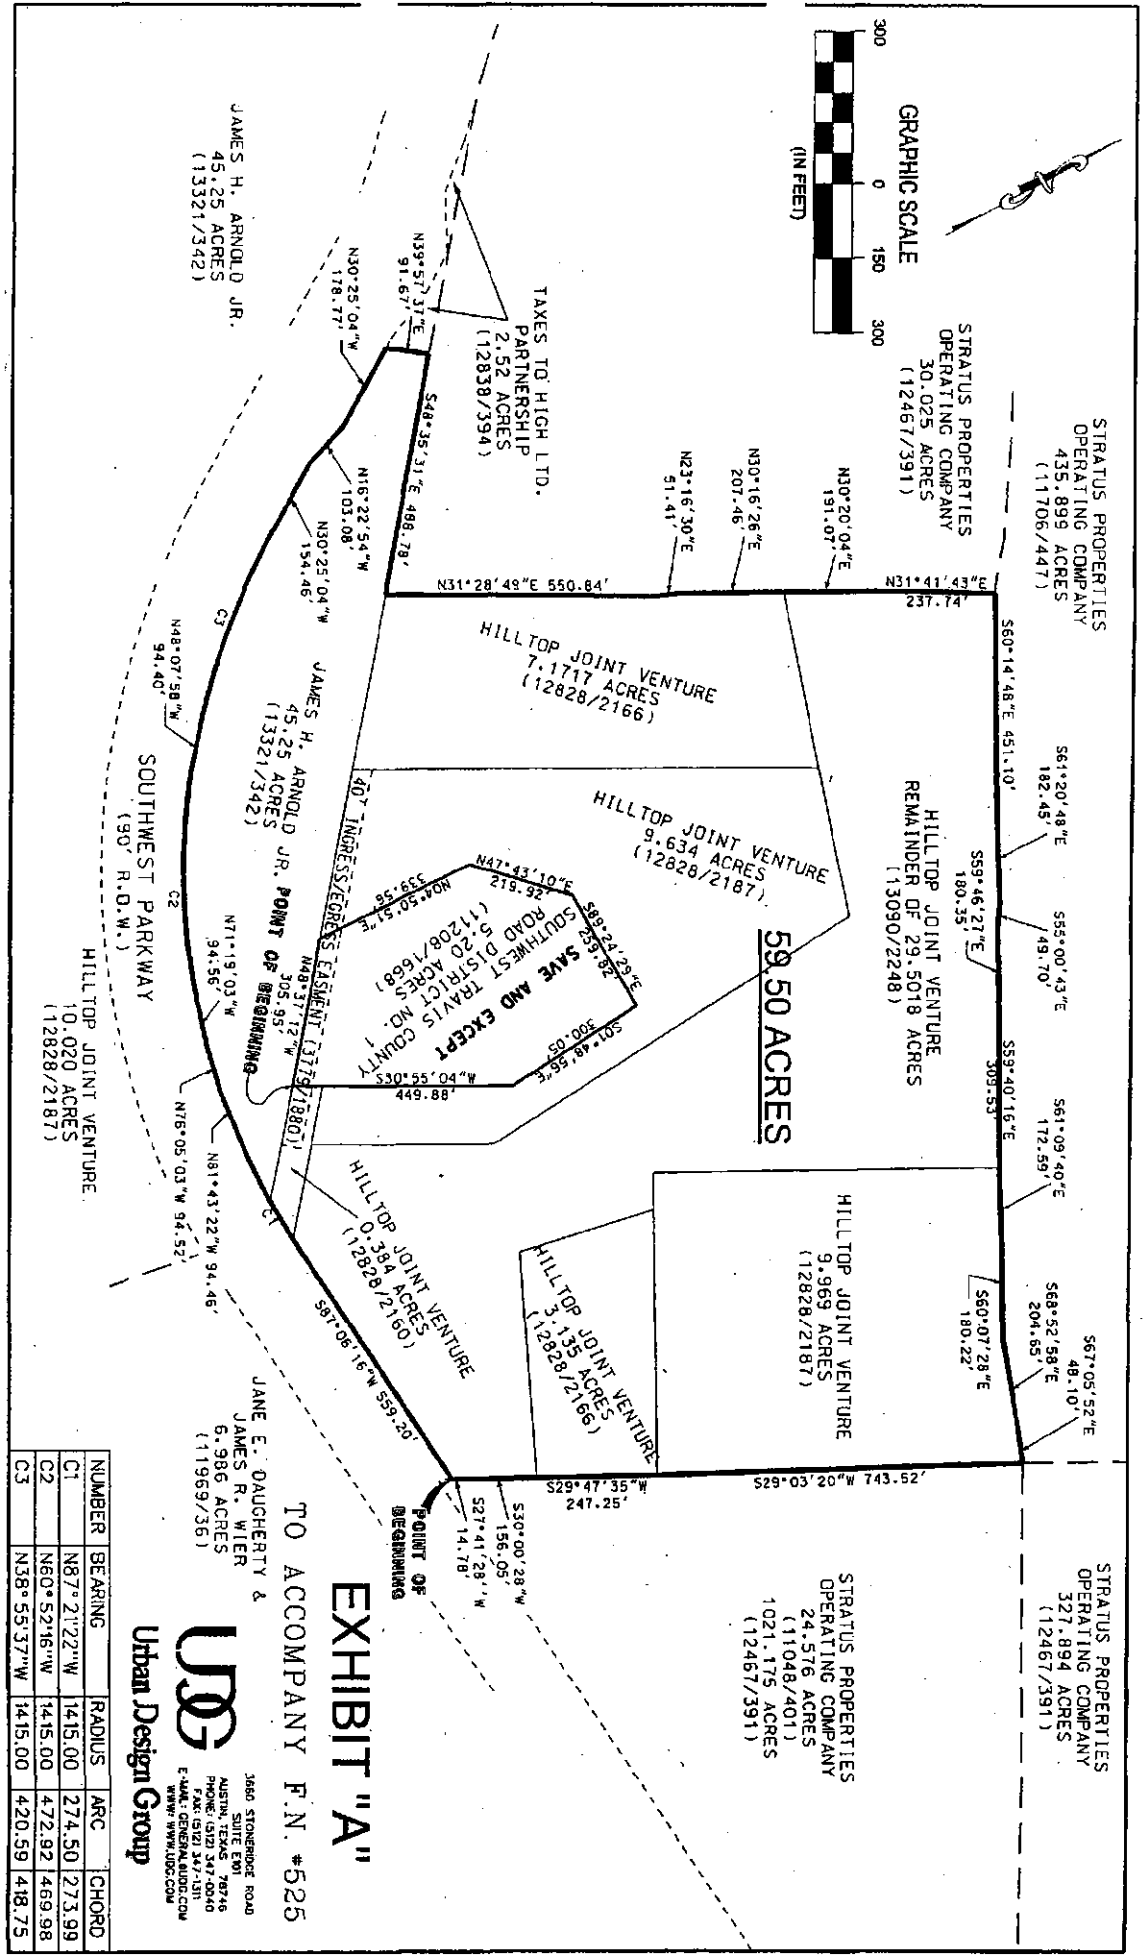 GRAPHIC SCALE
300
0
150
300
(IN FEET)
STRATUS PROPERTIES
OPERATING COMPANY
435.899 ACRES
(11706/447)
STRATUS PROPERTIES
OPERATING COMPANY
30.025 ACRES
(12467/391)
TAXES TO HIGH LTD.
PARTNERSHIP
2.52 ACRES
(12838/394)
JAMES H. ARNOLD JR.
45.25 ACRES
(13321/342)
N39°57'37"E
91.67'
N30°25'04"W
178.77'
S48°35'31"E 488.78'
N16°22'54"W
103.08'
N30°25'04"W
154.46'
N23°16'30"E
51.41'
N30°16'26"E
207.46'
N30°20'04"E
191.07'
N31°28'49"E 550.84'
N31°41'43"E
237.74'
S60°14'48"E 451.10'
S61°20'48"E
182.45'
S59°46'27"E
180.35'
S55°00'43"E
49.70'
S59°40'16"E
309.53'
S61°09'40"E
172.59'
S60°07'28"E
180.22'
S68°52'58"E
204.65'
S67°05'52"E
48.10'
HILLTOP JOINT VENTURE
7.1717 ACRES
(12828/2166)
HILLTOP JOINT VENTURE
REMAINDER OF 29.5018 ACRES
(13090/2248)
HILLTOP JOINT VENTURE
9.634 ACRES
(12828/2187)
59.50 ACRES
N47°43'10"E
219.92'
S89°24'29"E
259.82'
N04°50'51"E
339.56'
S01°48'56"E
300.05'
S30°55'04"W
449.88'
N48°37'12"W
305.95'
SAVE AND EXCEPT
SOUTHWEST TRAVIS COUNTY
ROAD DISTRICT NO. 1
5.20 ACRES
(11208/1668)
40' INGRESS/EGRESS EASMENT (3779/1880)
JAMES H. ARNOLD JR.
45.25 ACRES
(13321/342)
POINT OF BEGINNING
C3
N48°07'58"W
94.40'
C2
SOUTHWEST PARKWAY
(90' R.O.W.)
N71°19'03"W
94.56'
N76°05'03"W 94.52'
N81°43'22"W 94.46'
C1
HILLTOP JOINT VENTURE
10.020 ACRES
(12828/2187)
HILLTOP JOINT VENTURE
0.384 ACRES
(12828/2160)
HILLTOP JOINT VENTURE
3.135 ACRES
(12828/2166)
HILLTOP JOINT VENTURE
9.969 ACRES
(12828/2187)
S87°06'16"W 559.20'
S29°47'35"W
247.25'
S29°03'20"W 743.52'
S30°00'28"W
156.05'
S27°41'28"W
14.78'
POINT OF
BEGINNING
STRATUS PROPERTIES
OPERATING COMPANY
327.894 ACRES
(12467/391)
STRATUS PROPERTIES
OPERATING COMPANY
24.576 ACRES
(11048/401)
1021.175 ACRES
(12467/391)
JANE E. DAUGHERTY &
JAMES R. WIER
6.986 ACRES
(11969/36)
EXHIBIT "A"
TO ACCOMPANY F.N. #525
UDG
Urban Design Group
3660 STONERIDGE ROAD
SUITE E101
AUSTIN, TEXAS 78746
PHONE: (512) 347-0040
FAX: (512) 347-1311
E-MAIL: GENERAL@UDG.COM
WWW: WWW.UDG.COM
NUMBER BEARING RADIUS ARC CHORD
C1 N87°21'22"W 1415.00 274.50 273.99
C2 N60°52'16"W 1415.00 472.92 469.98
C3 N38°55'37"W 1415.00 420.59 418.75